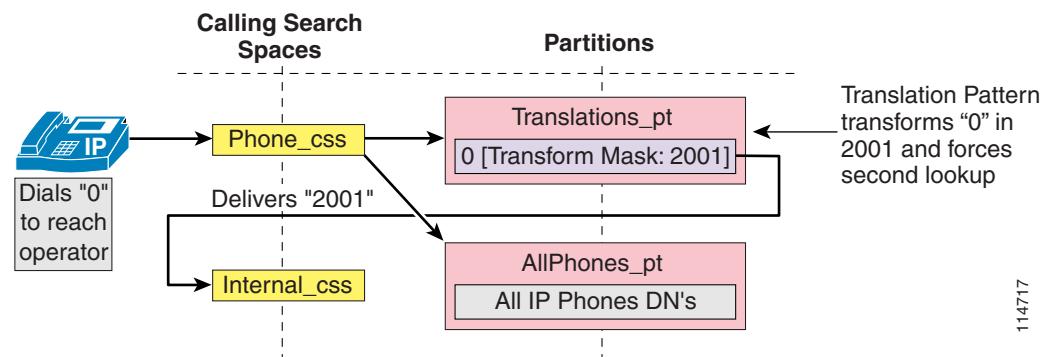 Calling Search
Spaces
Partitions
IP
Dials "0"
to reach
operator
Phone_css
Translations_pt
0 [Transform Mask: 2001]
Translation Pattern
transforms “0” in
2001 and forces
second lookup
Delivers "2001"
Internal_css
AllPhones_pt
All IP Phones DN's
114717